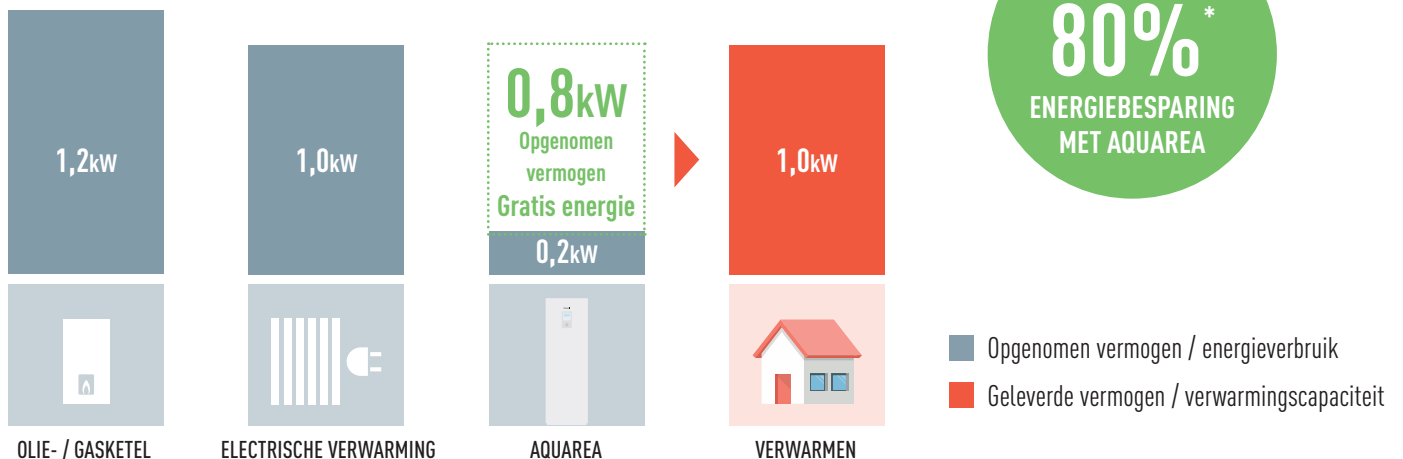 1,2kW
1,0kW
0,8kW
Opgenomen
vermogen
Gratis energie
0,2kW
1,0kW
80%*
ENERGIEBESPARING
MET AQUAREA
Opgenomen vermogen / energieverbruik
Geleverde vermogen / verwarmingscapaciteit
OLIE- / GASKETEL
ELECTRISCHE VERWARMING
AQUAREA
VERWARMEN